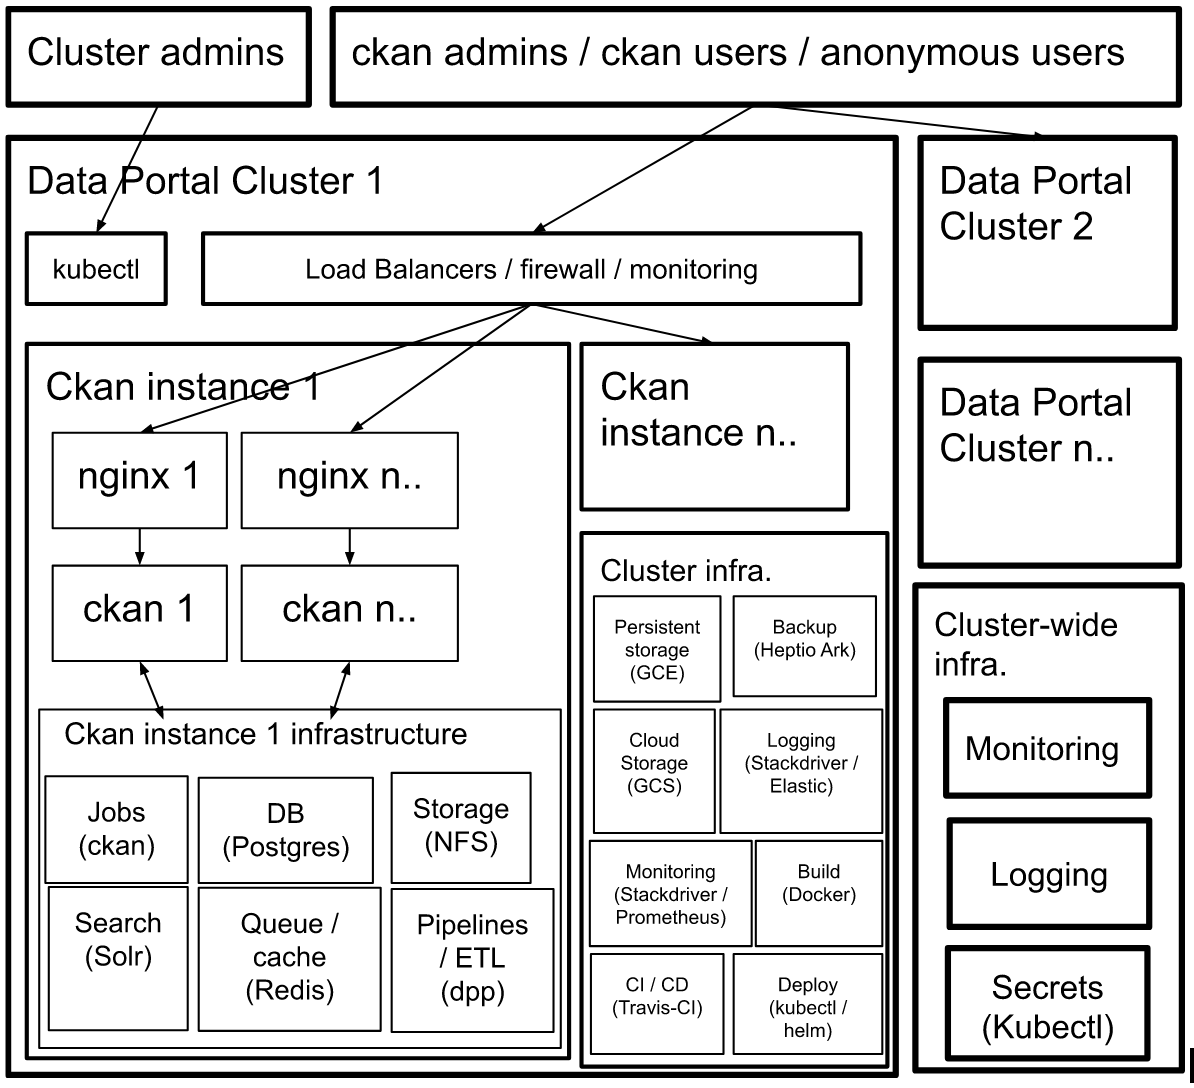 Cluster admins
ckan admins / ckan users / anonymous users
Data Portal Cluster 1
kubectl
Load Balancers / firewall / monitoring
Ckan instance 1
nginx 1
nginx n..
ckan 1
ckan n..
Ckan instance 1 infrastructure
Jobs
(ckan)
DB
(Postgres)
Storage
(NFS)
Search
(Solr)
Queue /
cache
(Redis)
Pipelines
/ ETL
(dpp)
Ckan
instance n..
Cluster infra.
Persistent
storage
(GCE)
Backup
(Heptio Ark)
Cloud
Storage
(GCS)
Logging
(Stackdriver /
Elastic)
Monitoring
(Stackdriver /
Prometheus)
Build
(Docker)
CI / CD
(Travis-CI)
Deploy
(kubectl /
helm)
Data Portal
Cluster 2
Data Portal
Cluster n..
Cluster-wide
infra.
Monitoring
Logging
Secrets
(Kubectl)